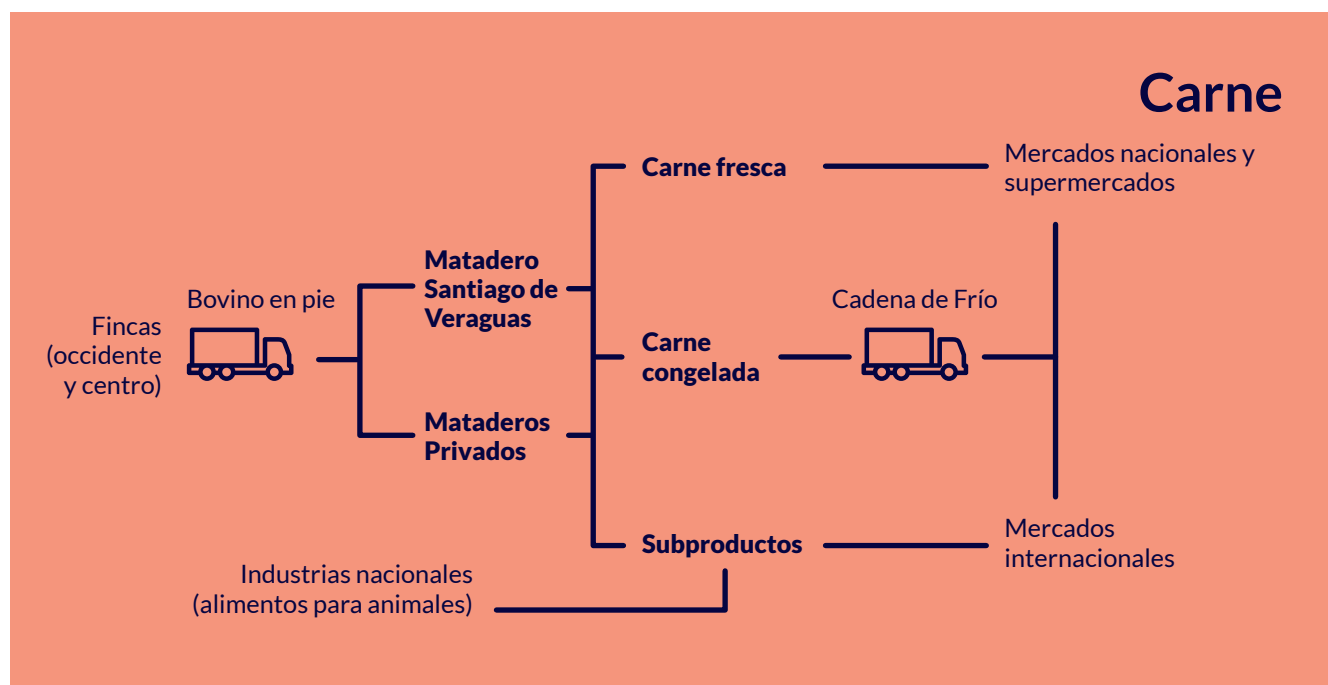 Carne
Fincas
(occidente
y centro)
Bovino en pie
Matadero
Santiago de
Veraguas
Mataderos
Privados
Carne fresca
Carne
congelada
Subproductos
Cadena de Frío
Mercados nacionales y
supermercados
Mercados
internacionales
Industrias nacionales
(alimentos para animales)